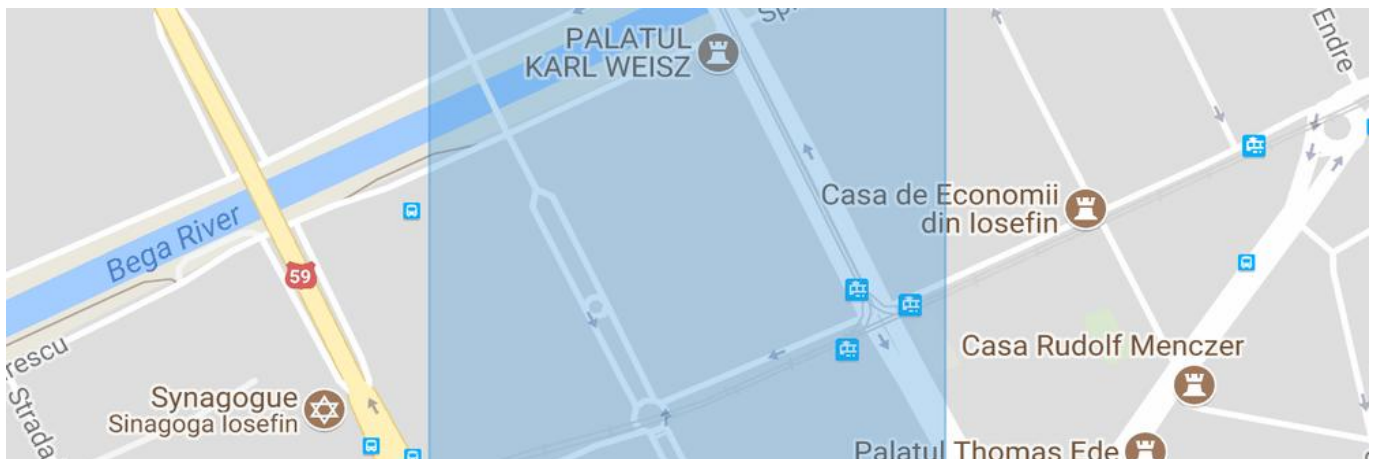 PALATUL
KARL WEISZ
Endre
Casa de Economii
din Iosefin
Bega River
59
rescu
Casa Rudolf Menczer
Strada
Synagogue
Sinagoga Iosefin
Palatul Thomas Ede